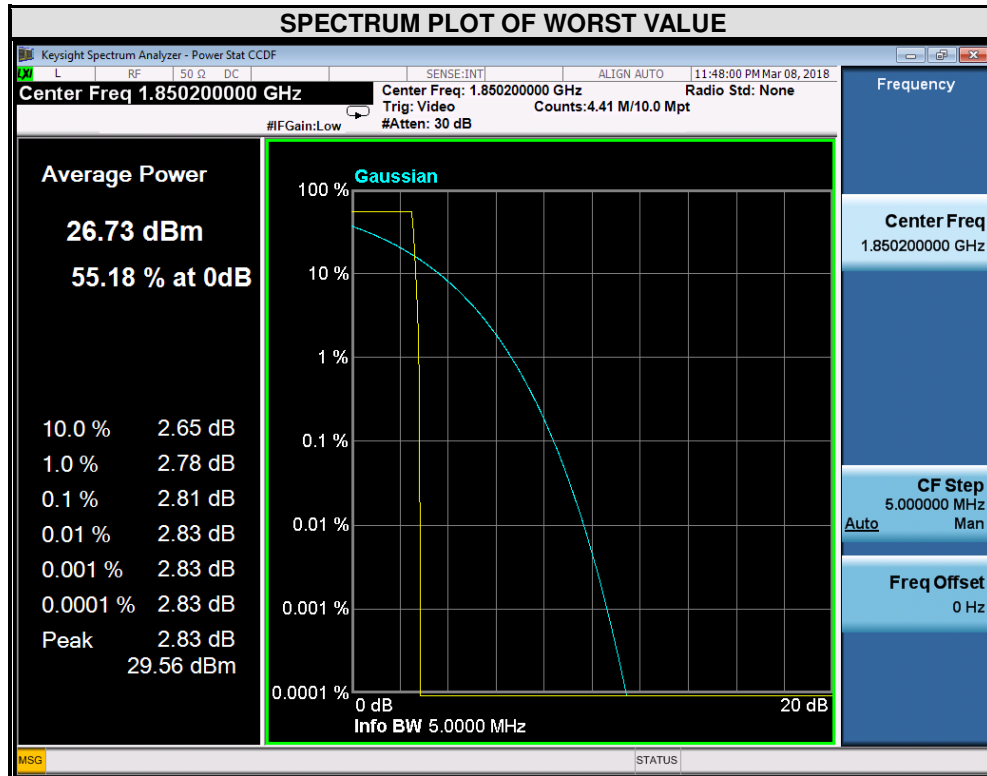 SPECTRUM PLOT OF WORST VALUE
Keysight Spectrum Analyzer - Power Stat CCDF
LXI L RF 50 Ω DC SENSE:INT ALIGN AUTO 11:48:00 PM Mar 08, 2018
Center Freq 1.850200000 GHz
#IFGain:Low
Center Freq: 1.850200000 GHz Radio Std: None
Trig: Video Counts:4.41 M/10.0 Mpt
#Atten: 30 dB
Average Power
26.73 dBm
55.18 % at 0dB
10.0 % 2.65 dB
1.0 % 2.78 dB
0.1 % 2.81 dB
0.01 % 2.83 dB
0.001 % 2.83 dB
0.0001 % 2.83 dB
Peak 2.83 dB
29.56 dBm
Gaussian
100 %
10 %
1 %
0.1 %
0.01 %
0.001 %
0.0001 %
0 dB 20 dB
Info BW 5.0000 MHz
Frequency
Center Freq
1.850200000 GHz
CF Step
5.000000 MHz
Auto Man
Freq Offset
0 Hz
MSG STATUS